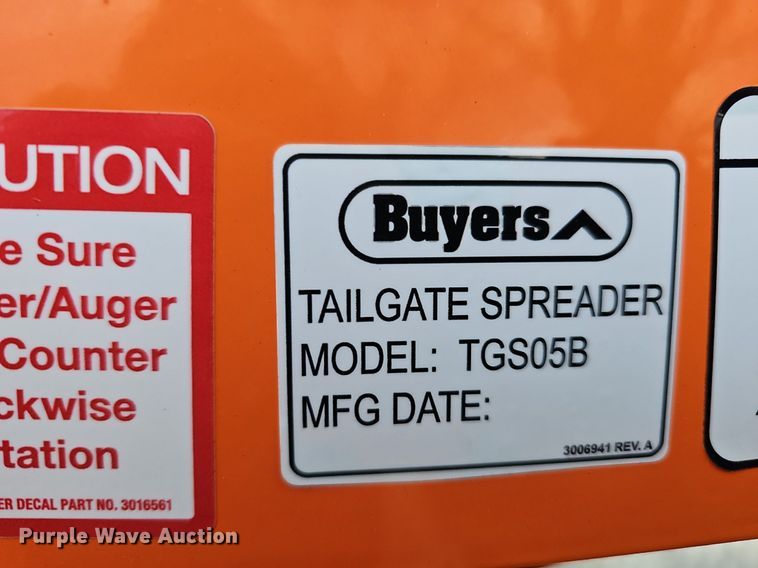 UTION
e Sure
er/Auger
Counter
ckwise
tation
ER DECAL PART NO. 3016561
Buyers
TAILGATE SPREADER
MODEL: TGS05B
MFG DATE:
3006941 REV. A
Purple Wave Auction